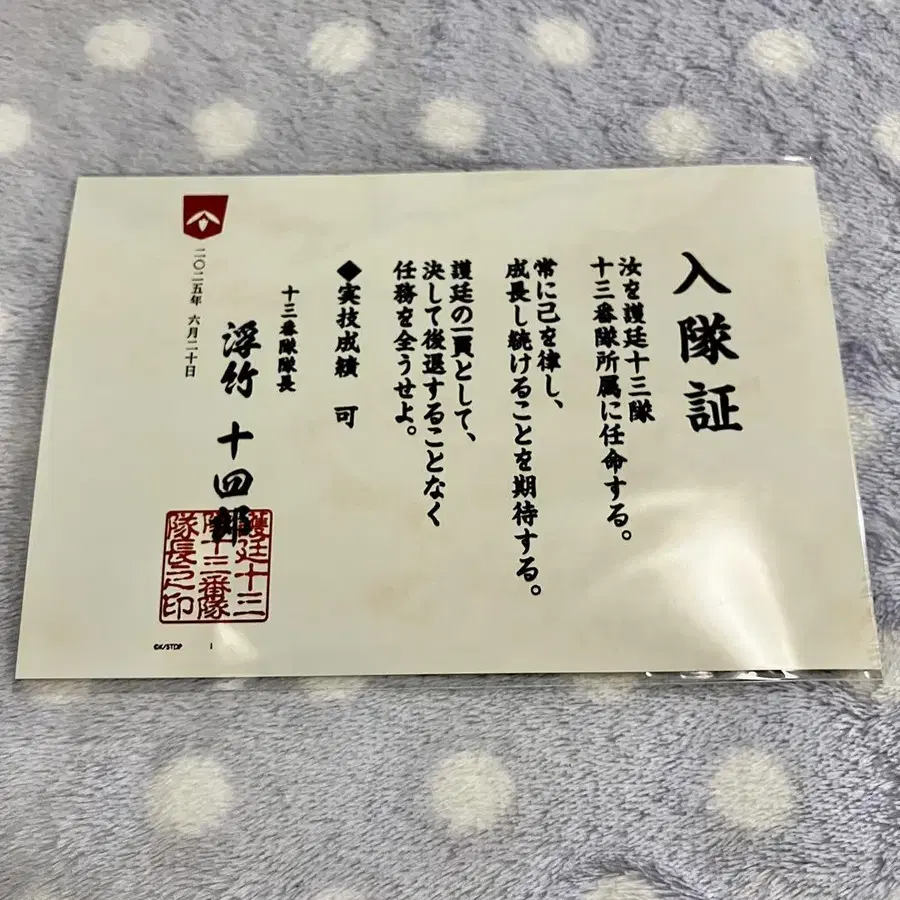 入隊証
汝を護廷十三隊
十三番隊所属に任命する。
常に己を律し、
成長し続けることを期待する。
護廷の一員として、
決して後退することなく
任務を全うせよ。
◆実技成績　可
十三番隊隊長
浮竹　十四郎
護廷十三
隊十三番隊
隊長之印
二〇二五年　六月二十日
©K/STDP
1